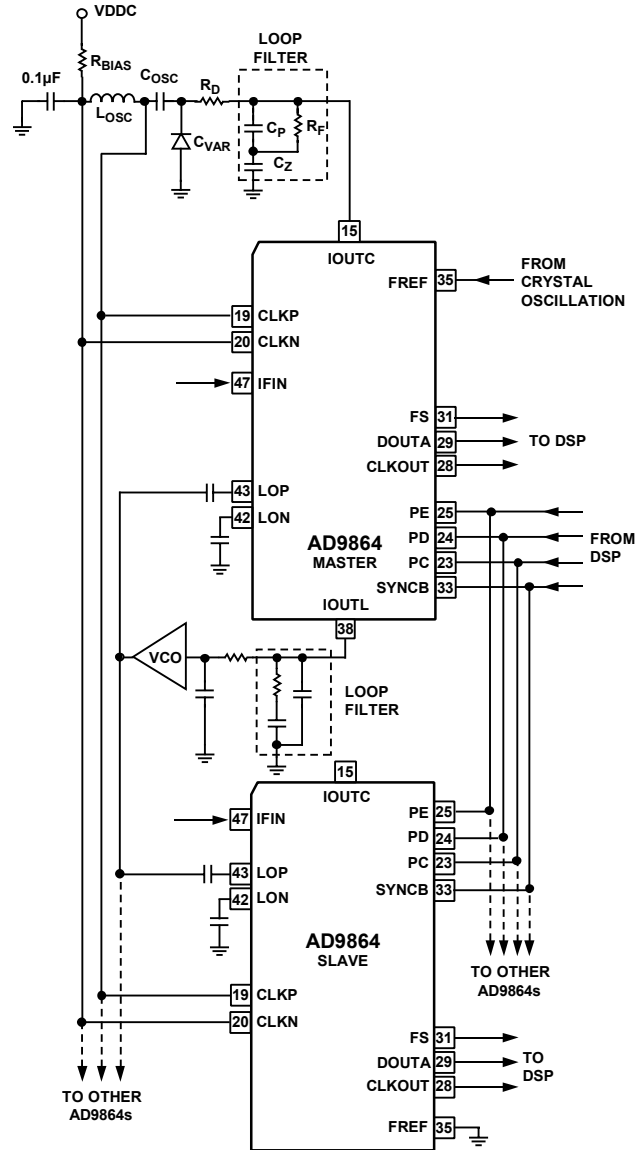 VDDC
RBIAS
0.1µF
LOSC
COSC
CVAR
RD
LOOP
FILTER
CP
RF
CZ
15
IOUTC
FREF 35
FROM
CRYSTAL
OSCILLATION
19 CLKP
20 CLKN
47 IFIN
FS 31
DOUTA 29
TO DSP
CLKOUT 28
43 LOP
42 LON
AD9864
MASTER
PE 25
PD 24
PC 23
SYNCB 33
FROM
DSP
IOUTL
38
VCO
LOOP
FILTER
15
IOUTC
47 IFIN
43 LOP
42 LON
PE 25
PD 24
PC 23
SYNCB 33
AD9864
SLAVE
TO OTHER
AD9864s
19 CLKP
20 CLKN
FS 31
DOUTA 29
CLKOUT 28
TO
DSP
TO OTHER
AD9864s
FREF 35